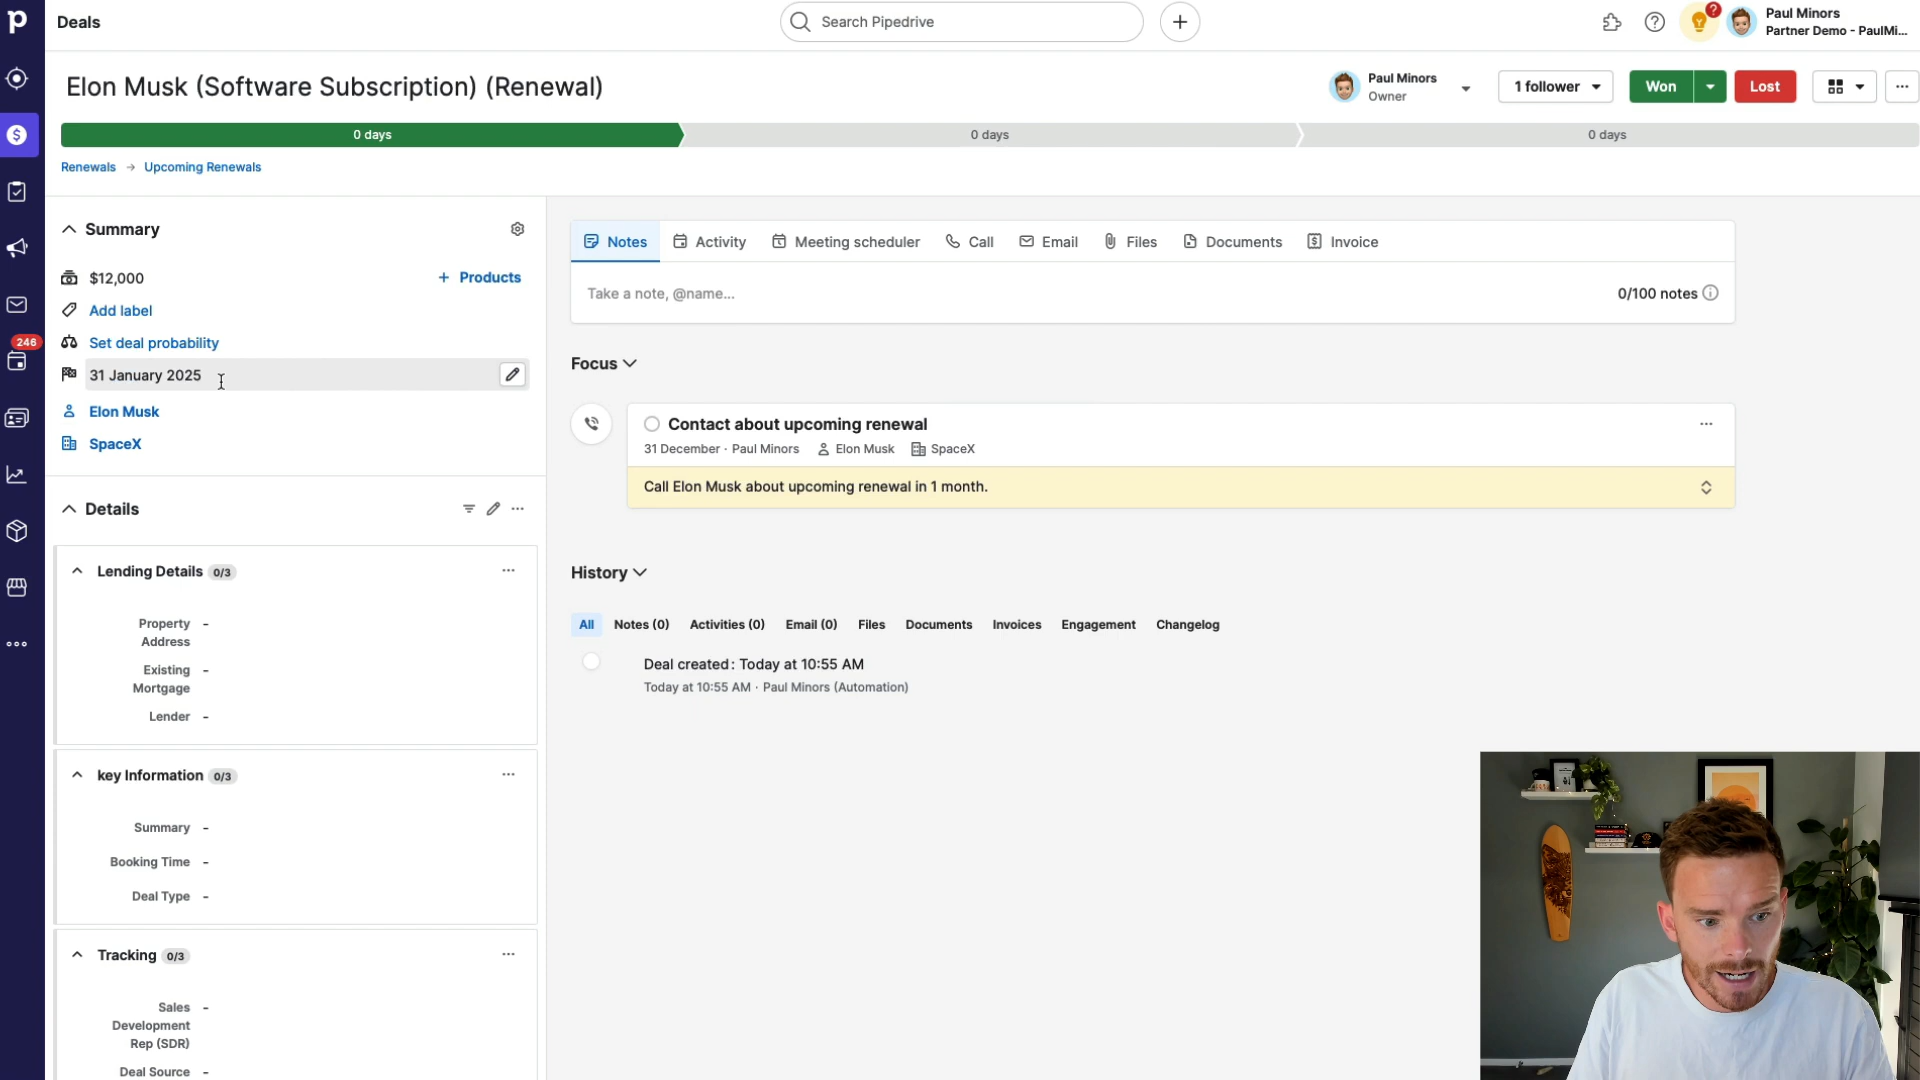 Deals
Search Pipedrive
?
Paul Minors
Partner Demo - PaulMi...
Elon Musk (Software Subscription) (Renewal)
Paul Minors
Owner
1 follower
Won
Lost
0 days
0 days
0 days
Renewals → Upcoming Renewals
Summary
$12,000
+ Products
Add label
Set deal probability
31 January 2025
Elon Musk
SpaceX
246
Details
Lending Details 0/3
Property Address -
Existing Mortgage -
Lender -
key Information 0/3
Summary -
Booking Time -
Deal Type -
Tracking 0/3
Sales Development Rep (SDR) -
Deal Source -
Notes
Activity
Meeting scheduler
Call
Email
Files
Documents
Invoice
Take a note, @name...
0/100 notes
Focus
Contact about upcoming renewal
31 December · Paul Minors Elon Musk SpaceX
Call Elon Musk about upcoming renewal in 1 month.
History
All Notes (0) Activities (0) Email (0) Files Documents Invoices Engagement Changelog
Deal created: Today at 10:55 AM
Today at 10:55 AM · Paul Minors (Automation)